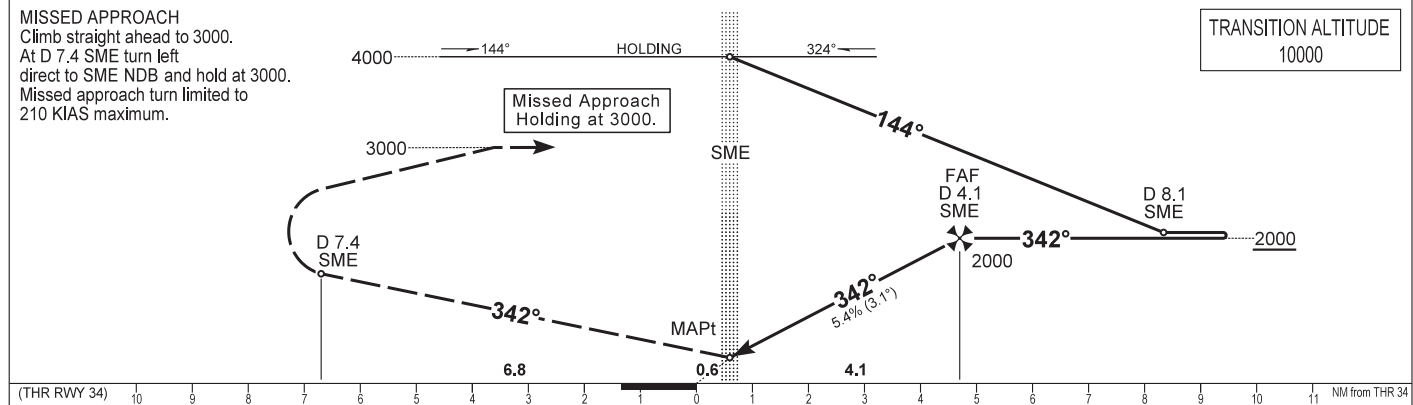 MISSED APPROACH
Climb straight ahead to 3000.
At D 7.4 SME turn left
direct to SME NDB and hold at 3000.
Missed approach turn limited to
210 KIAS maximum.
TRANSITION ALTITUDE
10000
144°
HOLDING
324°
4000
Missed Approach
Holding at 3000.
144°
3000
SME
FAF
D 4.1
SME
D 8.1
SME
D 7.4
SME
342°
2000
2000
342°
5.4% (3.1°)
342°
MAPt
6.8
0.6
4.1
(THR RWY 34)
10 9 8 7 6 5 4 3 2 1 0 1 2 3 4 5 6 7 8 9 10 11
NM from THR 34